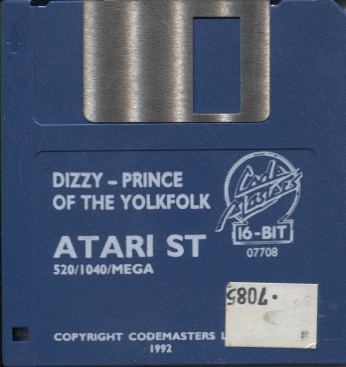 DIZZY - PRINCE
OF THE YOLKFOLK
Code
Masters
16-BIT
07708
ATARI ST
520/1040/MEGA
•7085
COPYRIGHT CODEMASTERS
1992